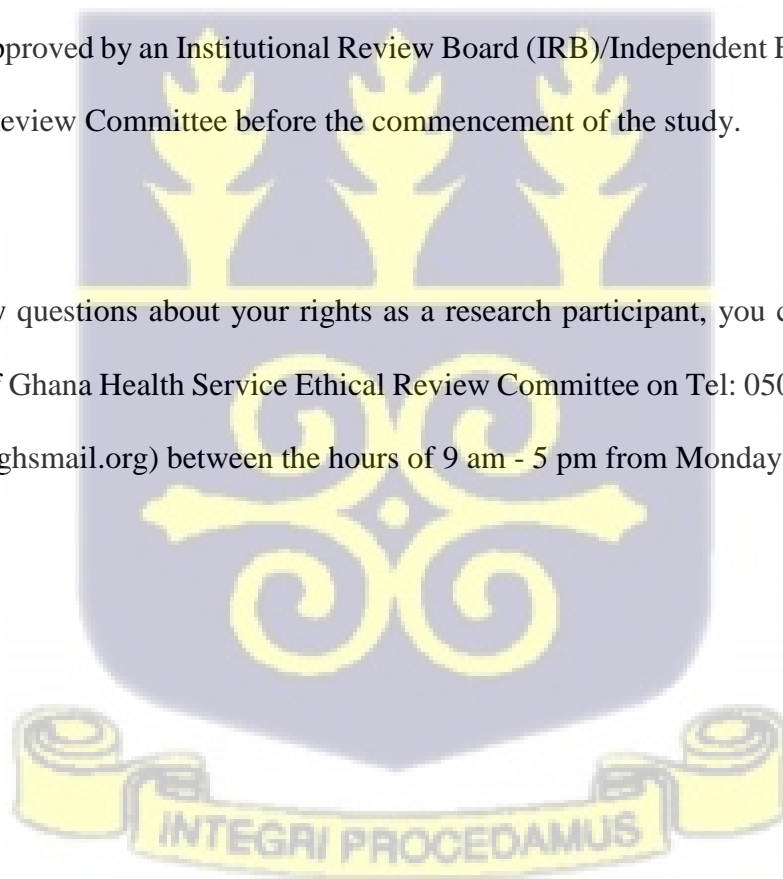 pproved by an Institutional Review Board (IRB)/Independent E
eview Committee before the commencement of the study.
y questions about your rights as a research participant, you c
f Ghana Health Service Ethical Review Committee on Tel: 050
ghsmail.org) between the hours of 9 am - 5 pm from Monday
INTEGRI PROCEDAMUS